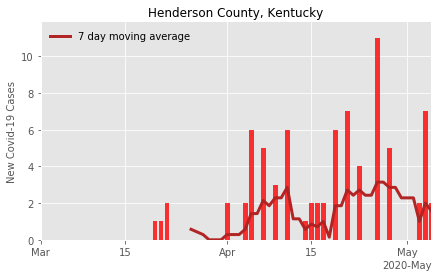 Henderson County, Kentucky
7 day moving average
New Covid-19 Cases
10
8
6
4
2
0
Mar
15
Apr
15
May
2020-May